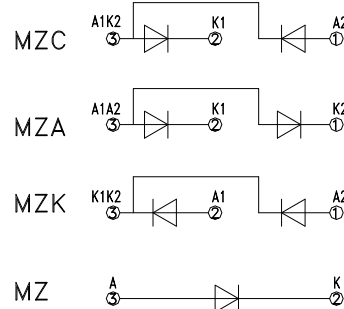 A1K2 K1 A2
MZC 3 2 1
A1A2 K1 K2
MZA 3 2 1
K1K2 A1 A2
MZK 3 2 1
A K
MZ 3 2